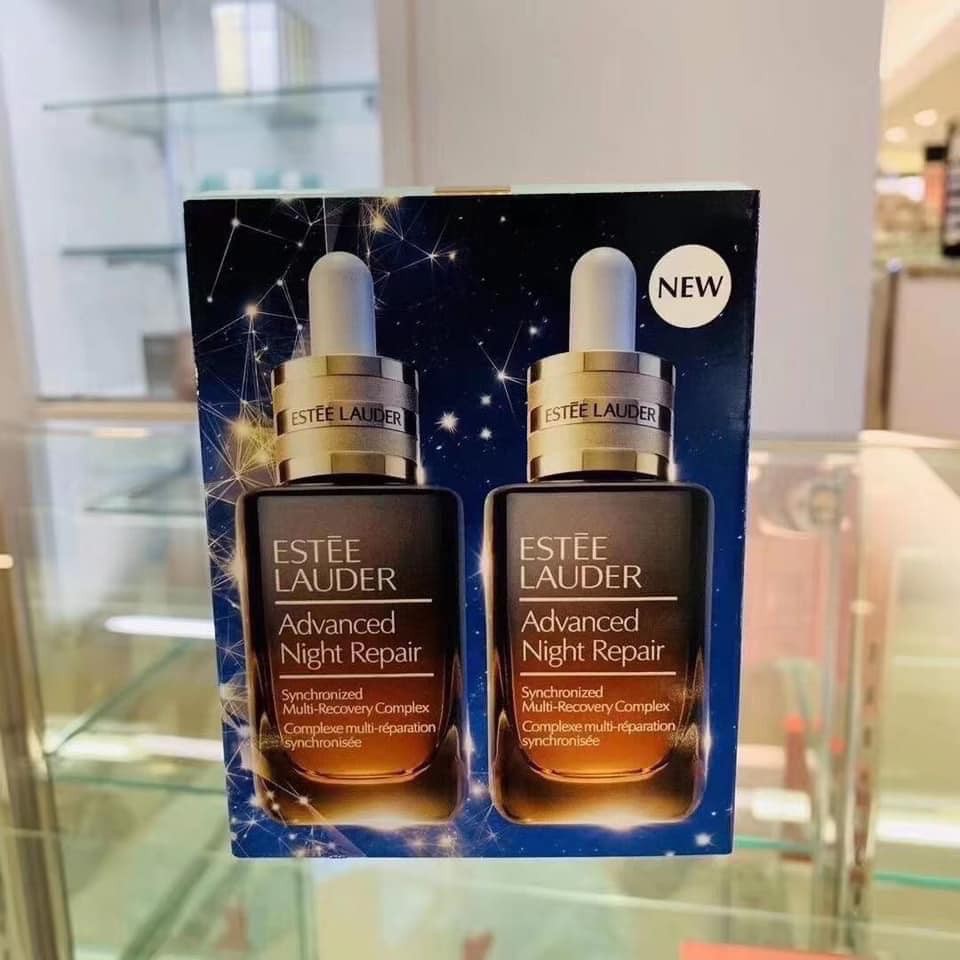 NEW
ESTĒE LAUDER
ESTĒE
LAUDER
Advanced
Night Repair
Synchronized
Multi-Recovery Complex
Complexe multi-réparation
synchronisée
ESTĒE LAUDER
ESTĒE
LAUDER
Advanced
Night Repair
Synchronized
Multi-Recovery Complex
Complexe multi-réparation
synchronisée